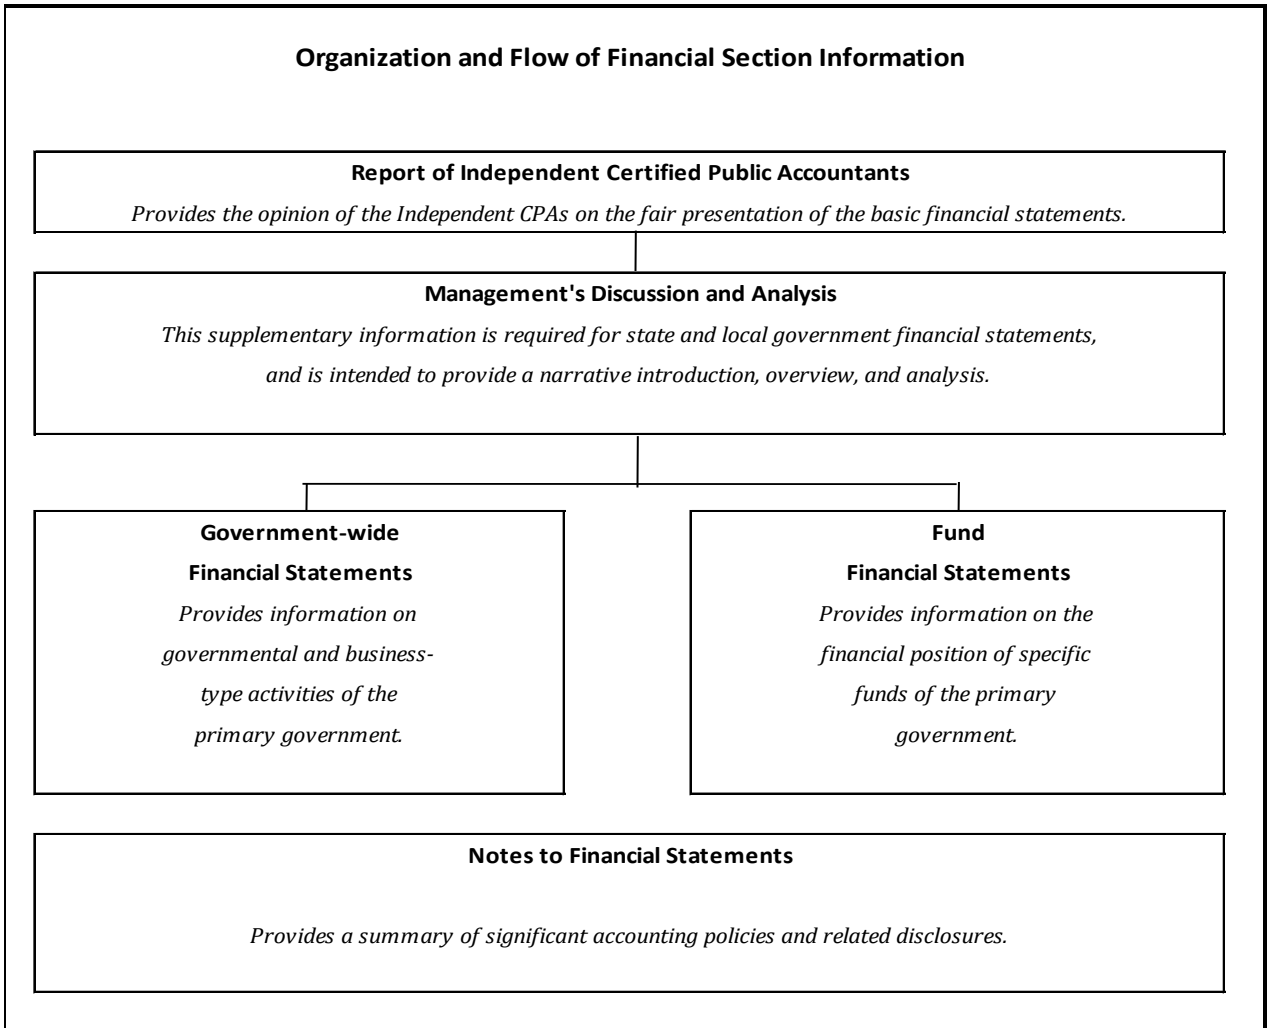 Organization and Flow of Financial Section Information
Report of Independent Certified Public Accountants
Provides the opinion of the Independent CPAs on the fair presentation of the basic financial statements.
Management's Discussion and Analysis
This supplementary information is required for state and local government financial statements,
and is intended to provide a narrative introduction, overview, and analysis.
Government-wide
Financial Statements
Provides information on
governmental and business-
type activities of the
primary government.
Fund
Financial Statements
Provides information on the
financial position of specific
funds of the primary
government.
Notes to Financial Statements
Provides a summary of significant accounting policies and related disclosures.